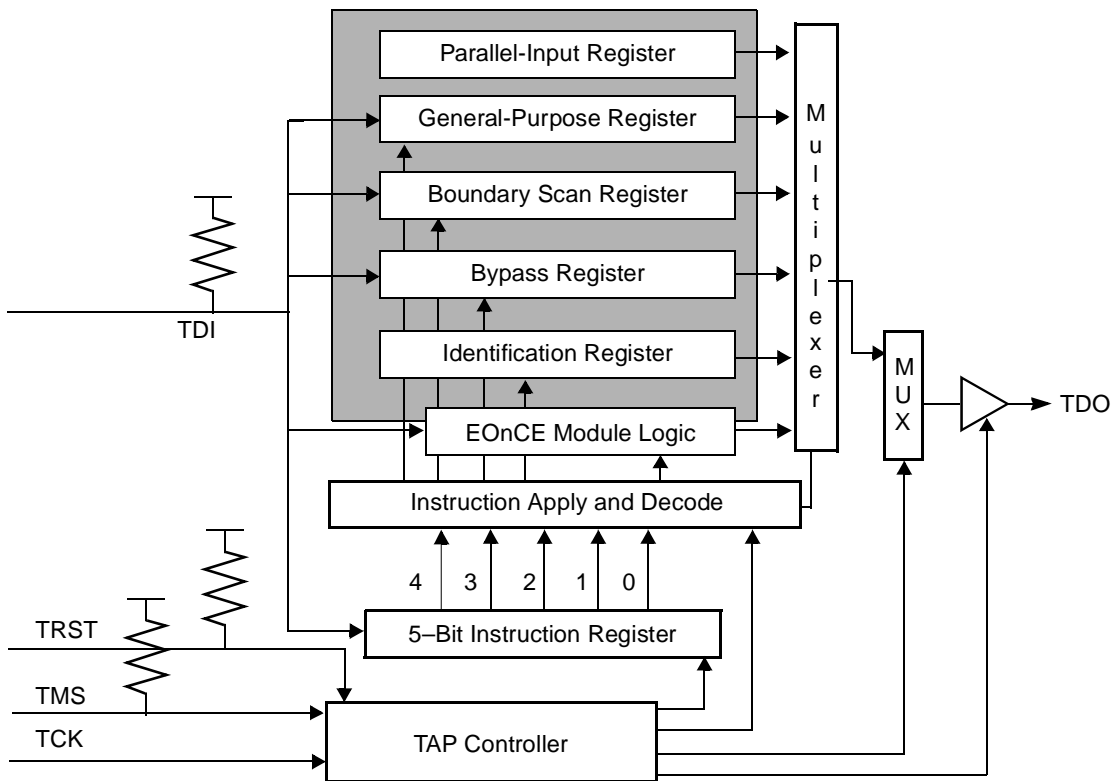 Parallel-Input Register
General-Purpose Register
Boundary Scan Register
Bypass Register
Identification Register
EOnCE Module Logic
Multiplexer
TDI
MUX
TDO
Instruction Apply and Decode
4 3 2 1 0
5–Bit Instruction Register
TRST
TMS
TCK
TAP Controller